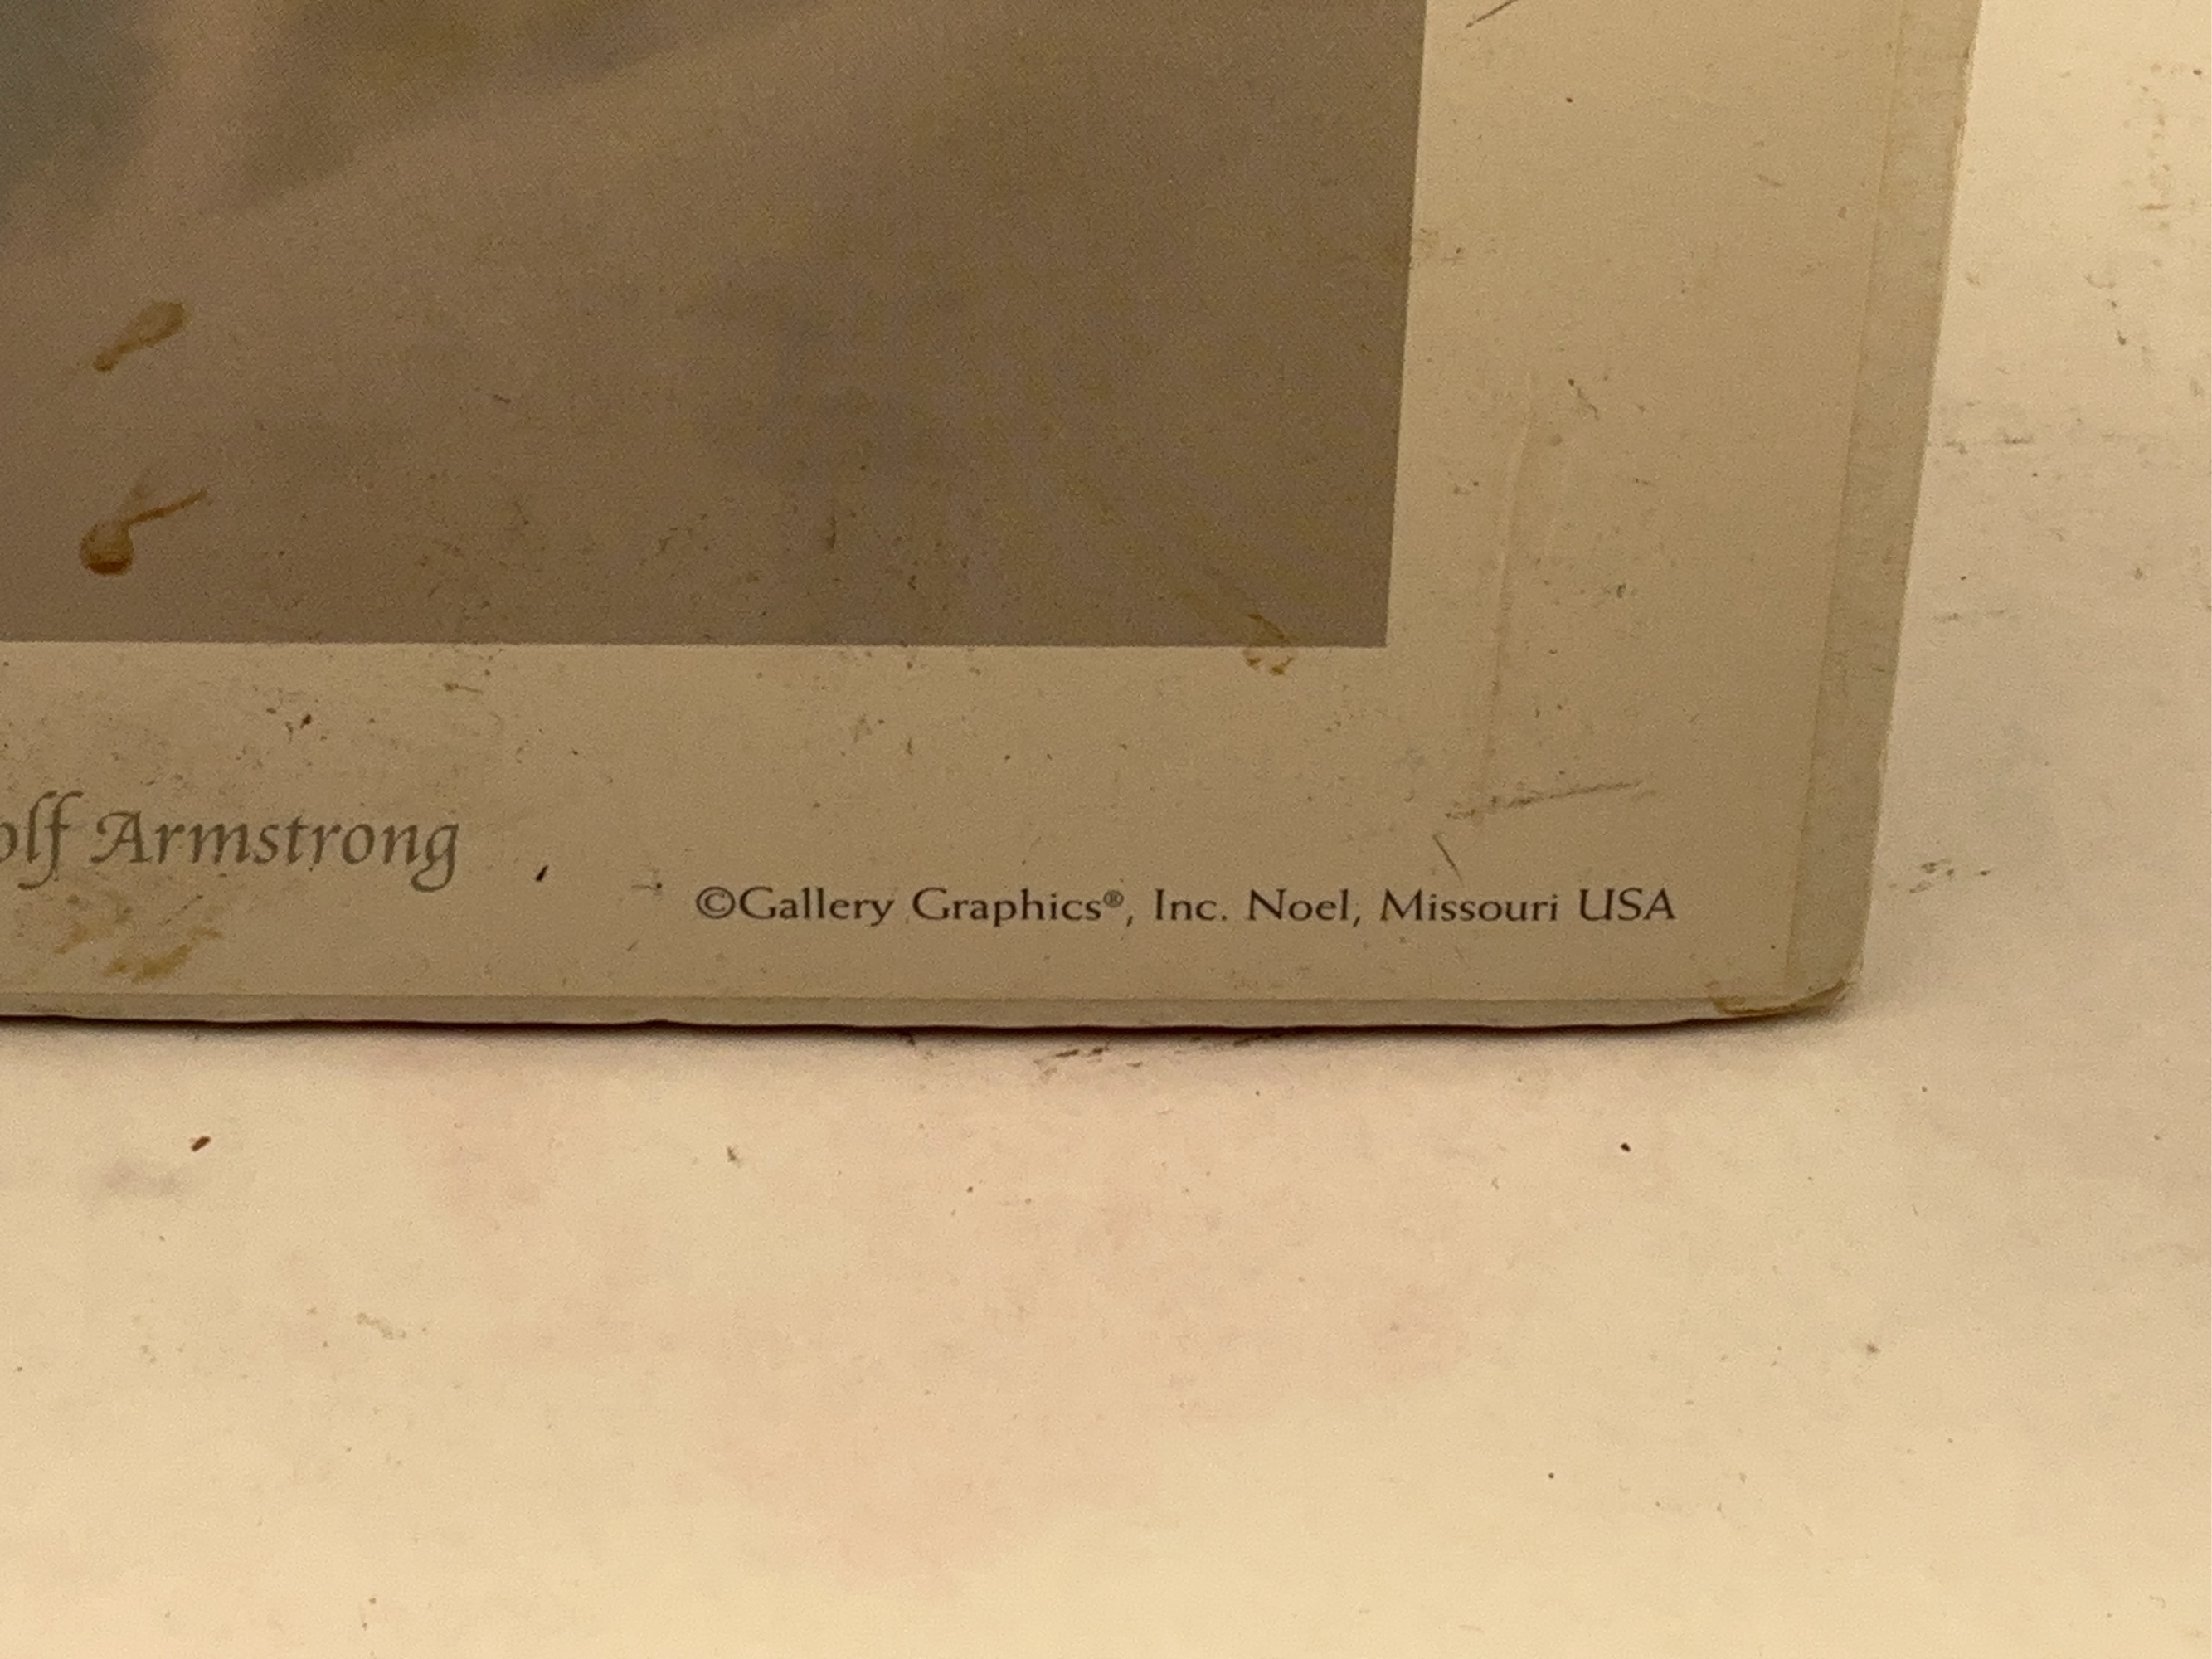 olf Armstrong
©Gallery Graphics®, Inc. Noel, Missouri USA